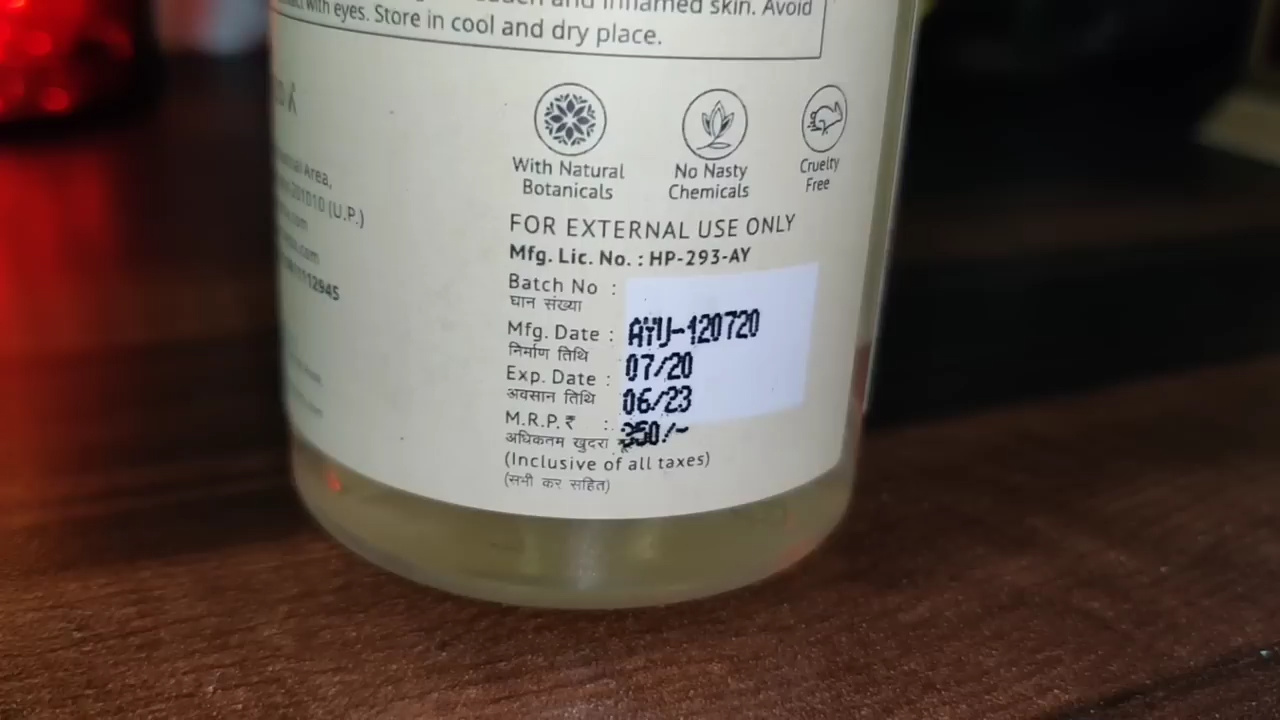 and inflamed skin. Avoid
with eyes. Store in cool and dry place.
With Natural
Botanicals
No Nasty
Chemicals
Cruelty
Free
Area,
201010 (U.P.)
.com
12945
FOR EXTERNAL USE ONLY
Mfg. Lic. No. : HP-293-AY
Batch No :
घान संख्या
AYU-120720
Mfg. Date :
निर्माण तिथि
07/20
Exp. Date :
अवसान तिथि
06/23
M.R.P. ₹ :
अधिकतम खुदरा
350/-
(Inclusive of all taxes)
(सभी कर सहित)